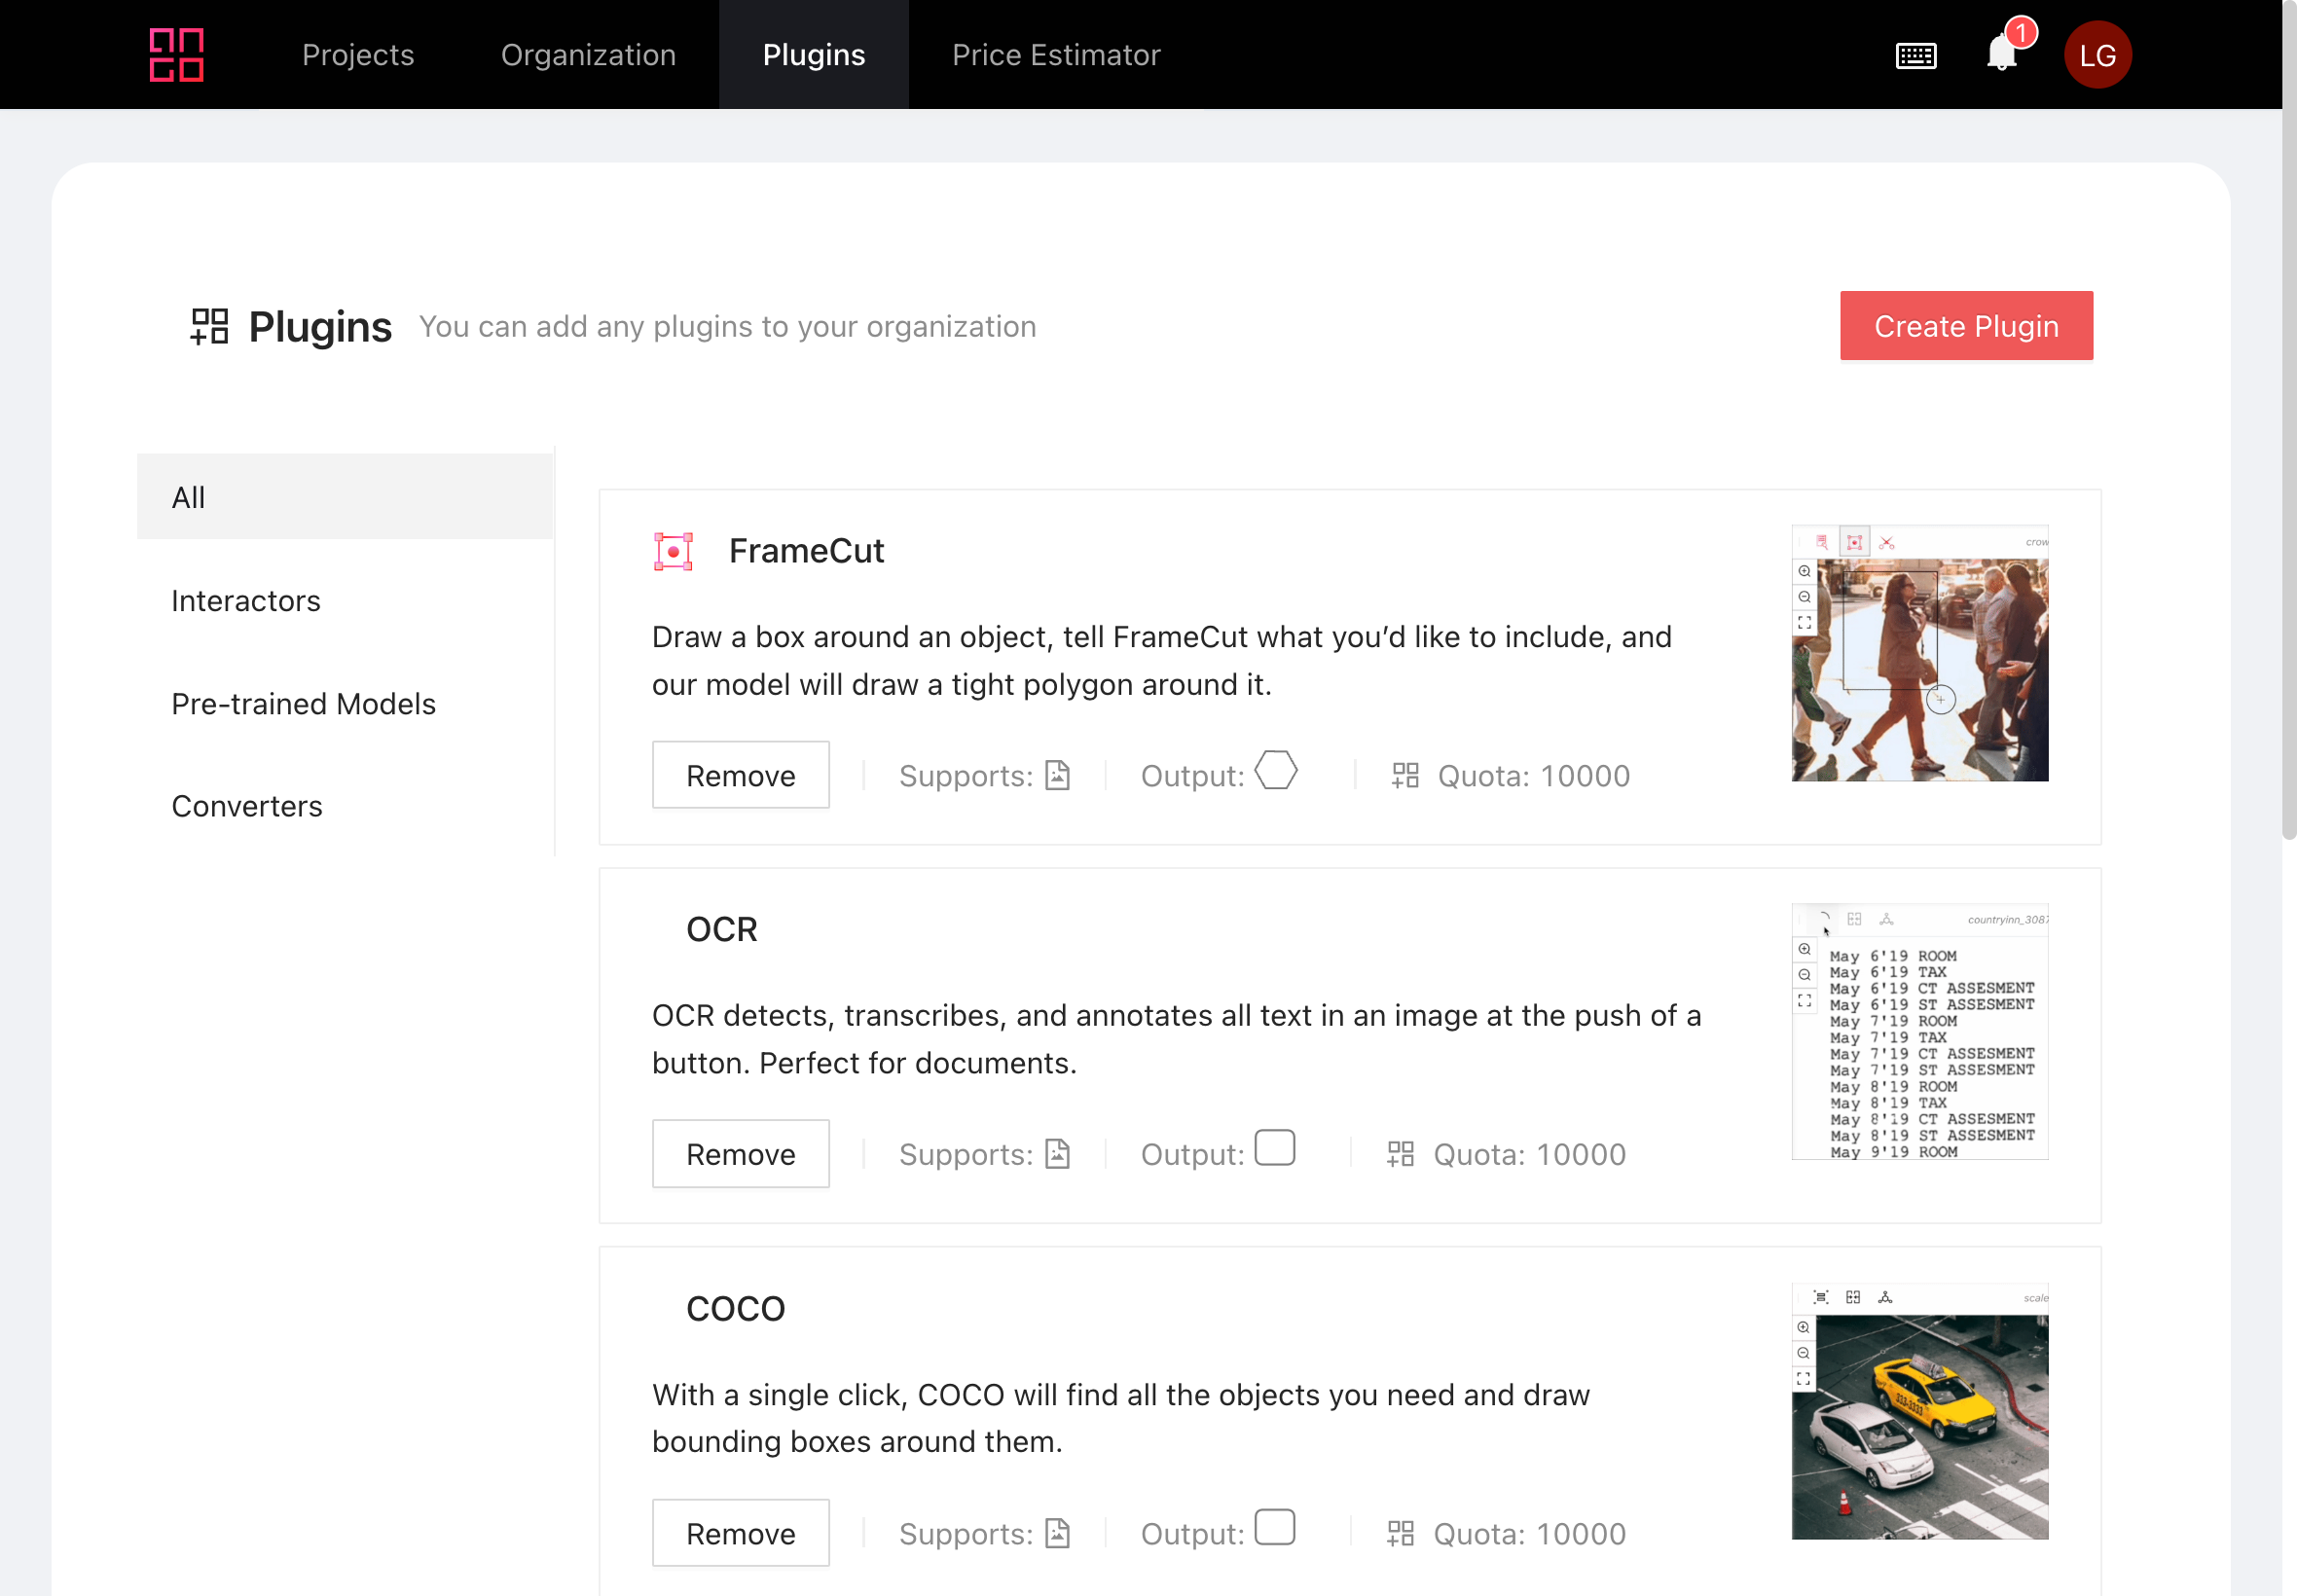 Projects
Organization
Plugins
Price Estimator
1
LG
Plugins
You can add any plugins to your organization
Create Plugin
All
Interactors
Pre-trained Models
Converters
FrameCut
Draw a box around an object, tell FrameCut what you’d like to include, and
our model will draw a tight polygon around it.
Remove
Supports:
Output:
Quota: 10000
crow
OCR
OCR detects, transcribes, and annotates all text in an image at the push of a
button. Perfect for documents.
Remove
Supports:
Output:
Quota: 10000
countryinn_3087
May 6'19 ROOM
May 6'19 TAX
May 6'19 CT ASSESMENT
May 6'19 ST ASSESMENT
May 7'19 ROOM
May 7'19 TAX
May 7'19 CT ASSESMENT
May 7'19 ST ASSESMENT
May 8'19 ROOM
May 8'19 TAX
May 8'19 CT ASSESMENT
May 8'19 ST ASSESMENT
May 9'19 ROOM
COCO
With a single click, COCO will find all the objects you need and draw
bounding boxes around them.
Remove
Supports:
Output:
Quota: 10000
scale
333-3333